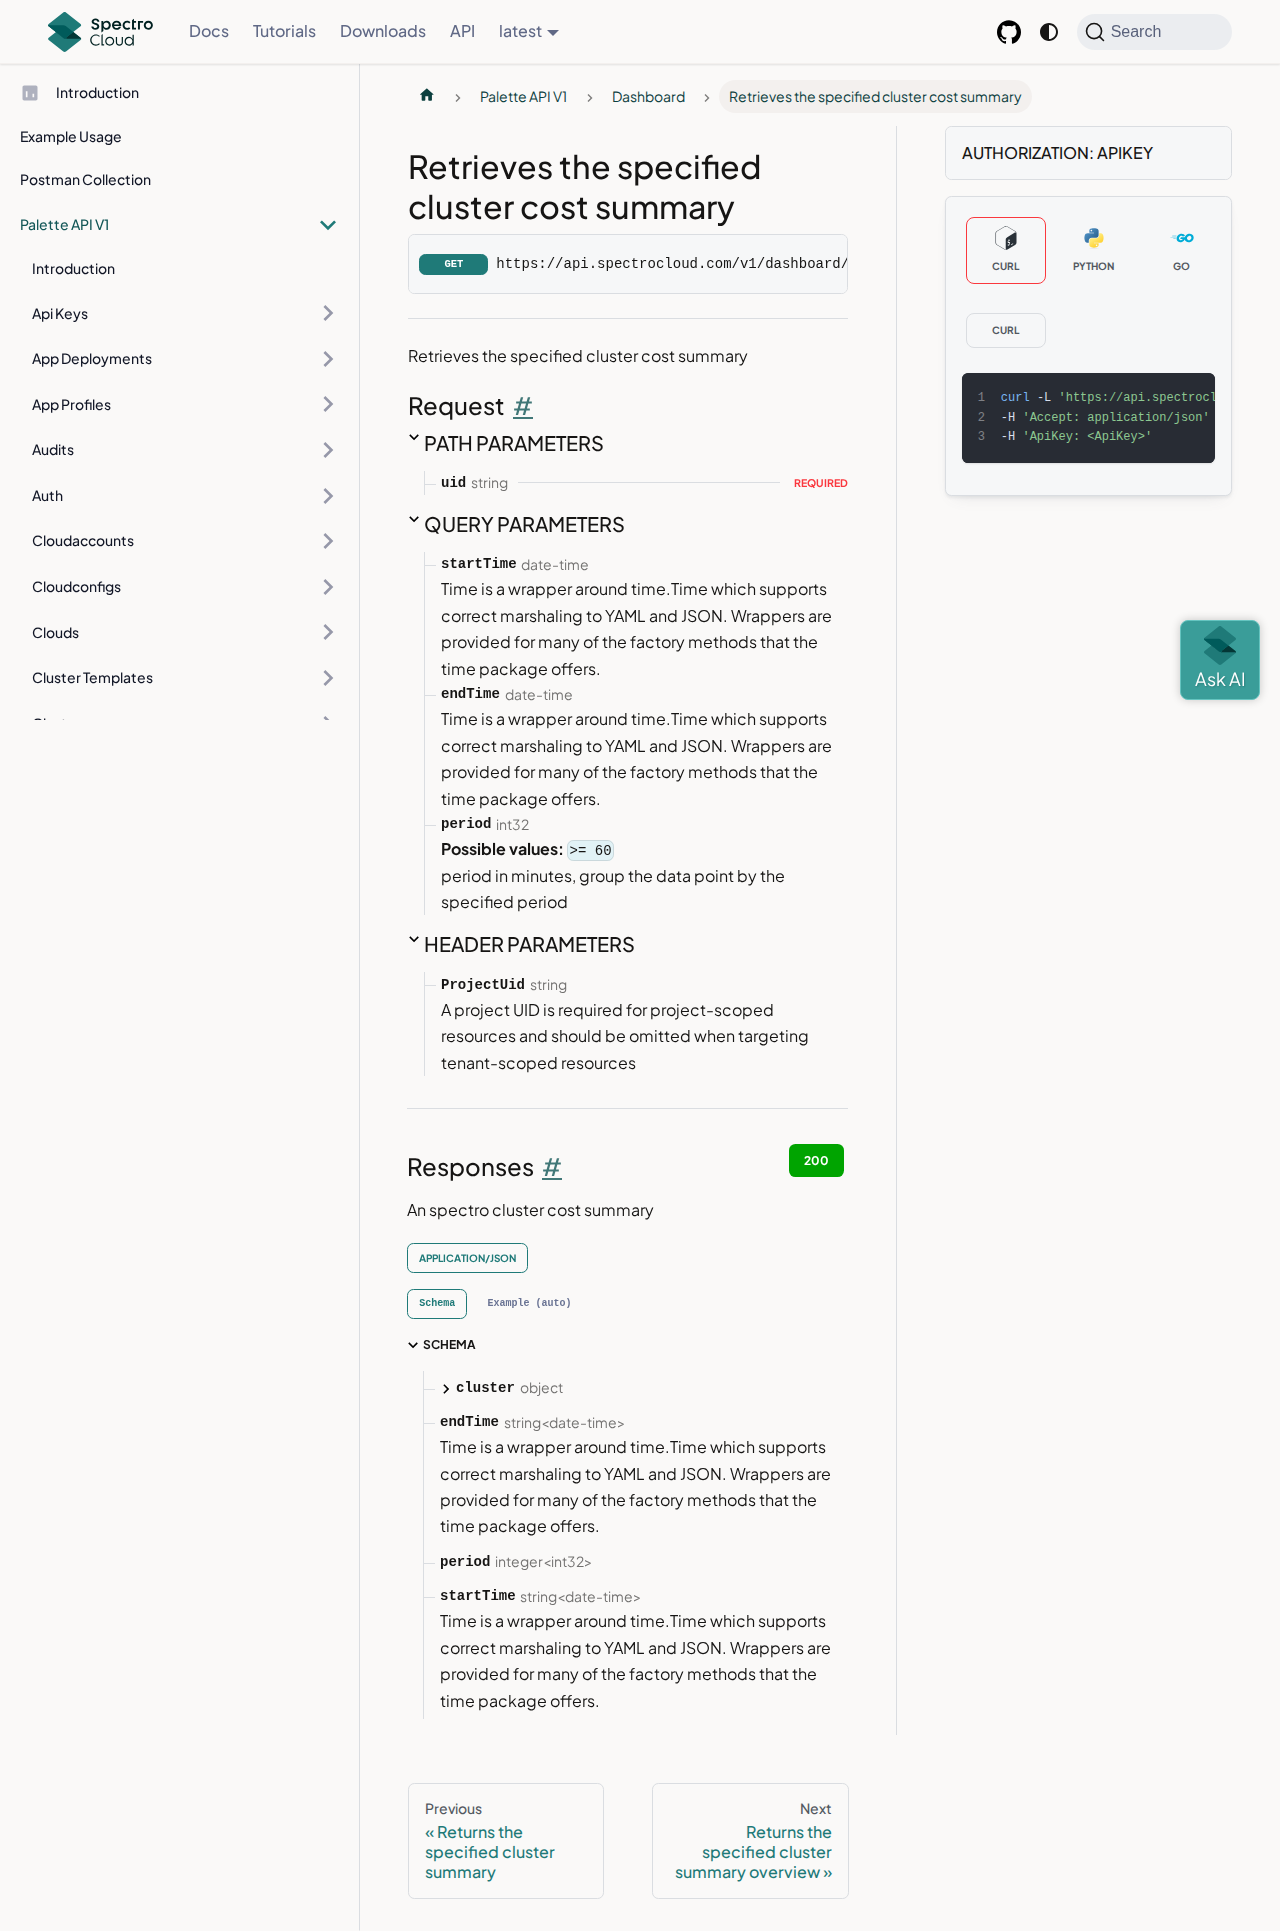 Spectro
Cloud
Docs
Tutorials
Downloads
API
latest
Search
Introduction
Example Usage
Postman Collection
Palette API V1
Introduction
Api Keys
App Deployments
App Profiles
Audits
Auth
Cloudaccounts
Cloudconfigs
Clouds
Cluster Templates
Palette API V1
Dashboard
Retrieves the specified cluster cost summary
Retrieves the specified
cluster cost summary
GET https://api.spectrocloud.com/v1/dashboard/
Retrieves the specified cluster cost summary
Request #
PATH PARAMETERS
uid string REQUIRED
QUERY PARAMETERS
startTime date-time
Time is a wrapper around time.Time which supports
correct marshaling to YAML and JSON. Wrappers are
provided for many of the factory methods that the
time package offers.
endTime date-time
Time is a wrapper around time.Time which supports
correct marshaling to YAML and JSON. Wrappers are
provided for many of the factory methods that the
time package offers.
period int32
Possible values: >= 60
period in minutes, group the data point by the
specified period
HEADER PARAMETERS
ProjectUid string
A project UID is required for project-scoped
resources and should be omitted when targeting
tenant-scoped resources
Responses #
200
An spectro cluster cost summary
APPLICATION/JSON
Schema
Example (auto)
SCHEMA
cluster object
endTime string<date-time>
Time is a wrapper around time.Time which supports
correct marshaling to YAML and JSON. Wrappers are
provided for many of the factory methods that the
time package offers.
period integer<int32>
startTime string<date-time>
Time is a wrapper around time.Time which supports
correct marshaling to YAML and JSON. Wrappers are
provided for many of the factory methods that the
time package offers.
Previous
« Returns the
specified cluster
summary
Next
Returns the
specified cluster
summary overview »
AUTHORIZATION: APIKEY
CURL
PYTHON
GO
CURL
1 curl -L 'https://api.spectrocl
2 -H 'Accept: application/json'
3 -H 'ApiKey: <ApiKey>'
Ask AI